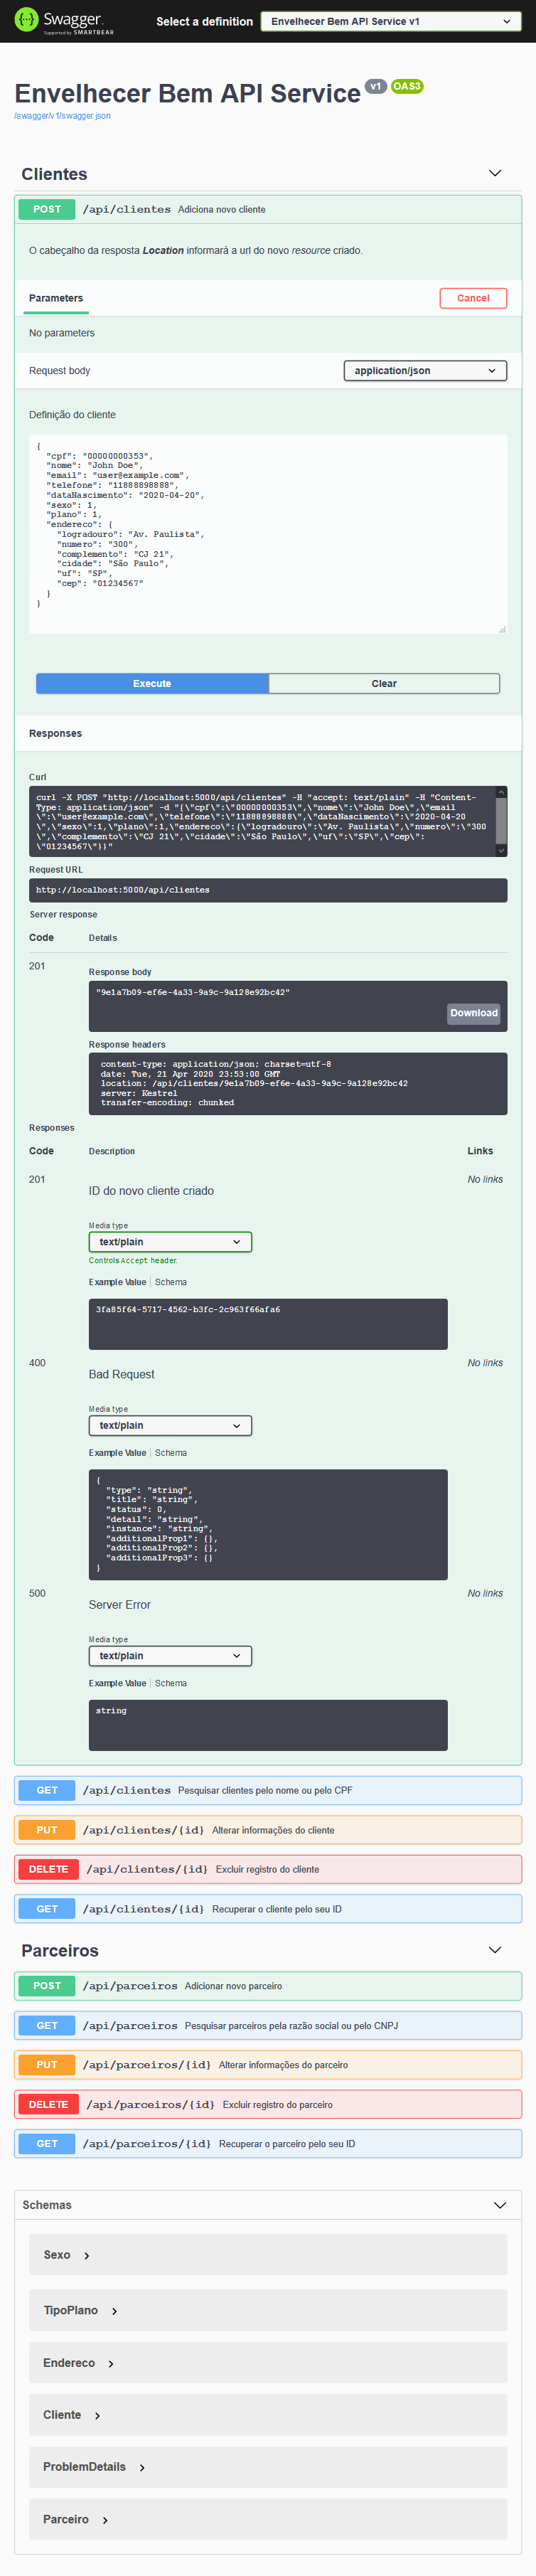 Swagger
Supported by SMARTBEAR
Select a definition
Envelhecer Bem API Service v1
Envelhecer Bem API Service v1 OAS3
/swagger/v1/swagger.json
Clientes
POST /api/clientes Adiciona novo cliente
O cabeçalho da resposta Location informará a url do novo resource criado.
Parameters
Cancel
No parameters
Request body
application/json
Definição do cliente
{
"cpf": "00000000353",
"nome": "John Doe",
"email": "user@example.com",
"telefone": "11888898888",
"dataNascimento": "2020-04-20",
"sexo": 1,
"plano": 1,
"endereco": {
"logradouro": "Av. Paulista",
"numero": "300",
"complemento": "CJ 21",
"cidade": "São Paulo",
"uf": "SP",
"cep": "01234567"
}
}
Execute
Clear
Responses
Curl
curl -X POST "http://localhost:5000/api/clientes" -H "accept: text/plain" -H "Content-
Type: application/json" -d "{\"cpf\":\"00000000353\",\"nome\":\"John Doe\",\"email
\":\"user@example.com\",\"telefone\":\"11888898888\",\"dataNascimento\":\"2020-04-20
\",\"sexo\":1,\"plano\":1,\"endereco\":{\"logradouro\":\"Av. Paulista\",\"numero\":\"300
\",\"complemento\":\"CJ 21\",\"cidade\":\"São Paulo\",\"uf\":\"SP\",\"cep\":
\"01234567\"}}"
Request URL
http://localhost:5000/api/clientes
Server response
Code Details
201
Response body
"9e1a7b09-ef6e-4a33-9a9c-9a128e92bc42"
Download
Response headers
content-type: application/json; charset=utf-8
date: Tue, 21 Apr 2020 23:53:00 GMT
location: /api/clientes/9e1a7b09-ef6e-4a33-9a9c-9a128e92bc42
server: Kestrel
transfer-encoding: chunked
Responses
Code Description Links
201 No links
ID do novo cliente criado
Media type
text/plain
Controls Accept header.
Example Value Schema
3fa85f64-5717-4562-b3fc-2c963f66afa6
400 No links
Bad Request
Media type
text/plain
Example Value Schema
{
"type": "string",
"title": "string",
"status": 0,
"detail": "string",
"instance": "string",
"additionalProp1": {},
"additionalProp2": {},
"additionalProp3": {}
}
500 No links
Server Error
Media type
text/plain
Example Value Schema
string
GET /api/clientes Pesquisar clientes pelo nome ou pelo CPF
PUT /api/clientes/{id} Alterar informações do cliente
DELETE /api/clientes/{id} Excluir registro do cliente
GET /api/clientes/{id} Recuperar o cliente pelo seu ID
Parceiros
POST /api/parceiros Adicionar novo parceiro
GET /api/parceiros Pesquisar parceiros pela razão social ou pelo CNPJ
PUT /api/parceiros/{id} Alterar informações do parceiro
DELETE /api/parceiros/{id} Excluir registro do parceiro
GET /api/parceiros/{id} Recuperar o parceiro pelo seu ID
Schemas
Sexo
TipoPlano
Endereco
Cliente
ProblemDetails
Parceiro